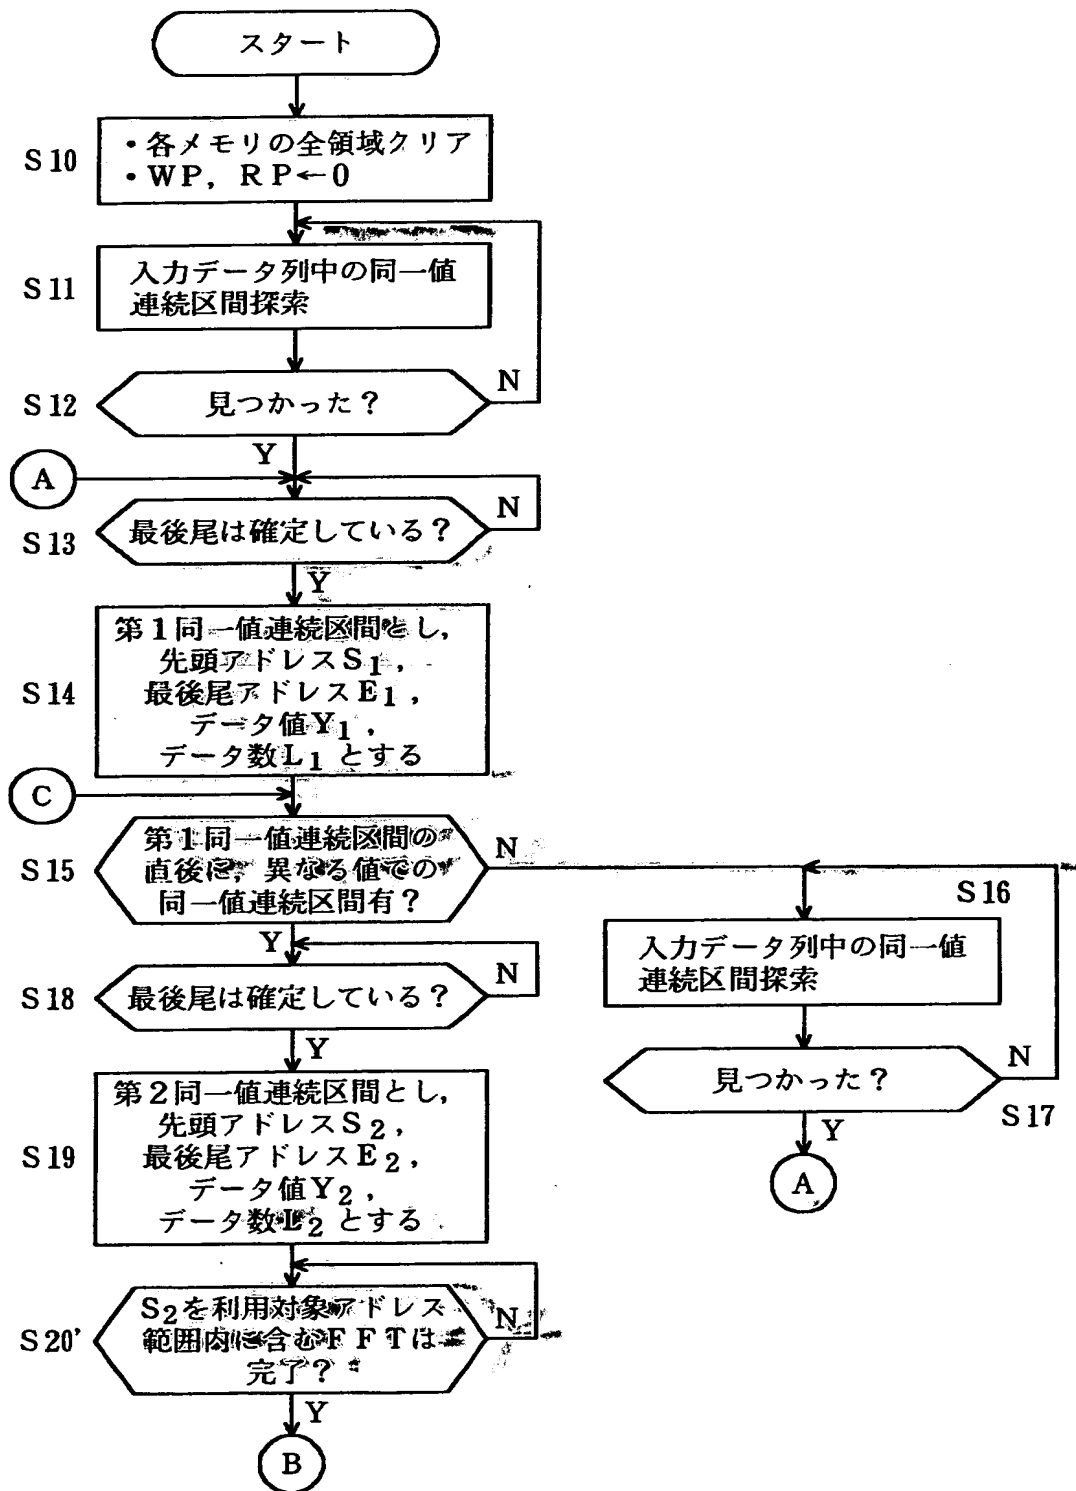 スタート
S10
・各メモリの全領域クリア
・WP，RP←0
S11
入力データ列中の同一値
連続区間探索
S12
見つかった？
N
Y
A
S13
最後尾は確定している？
N
Y
S14
第1同一値連続区間とし，
先頭アドレスS1，
最後尾アドレスE1，
データ値Y1，
データ数L1とする
C
S15
第1同一値連続区間の
直後に，異なる値での
同一値連続区間有？
N
Y
S16
入力データ列中の同一値
連続区間探索
見つかった？
N
S17
Y
A
S18
最後尾は確定している？
N
Y
S19
第2同一値連続区間とし，
先頭アドレスS2，
最後尾アドレスE2，
データ値Y2，
データ数L2とする
S20'
S2を利用対象アドレス
範囲内に含むFFTは
完了？
N
Y
B